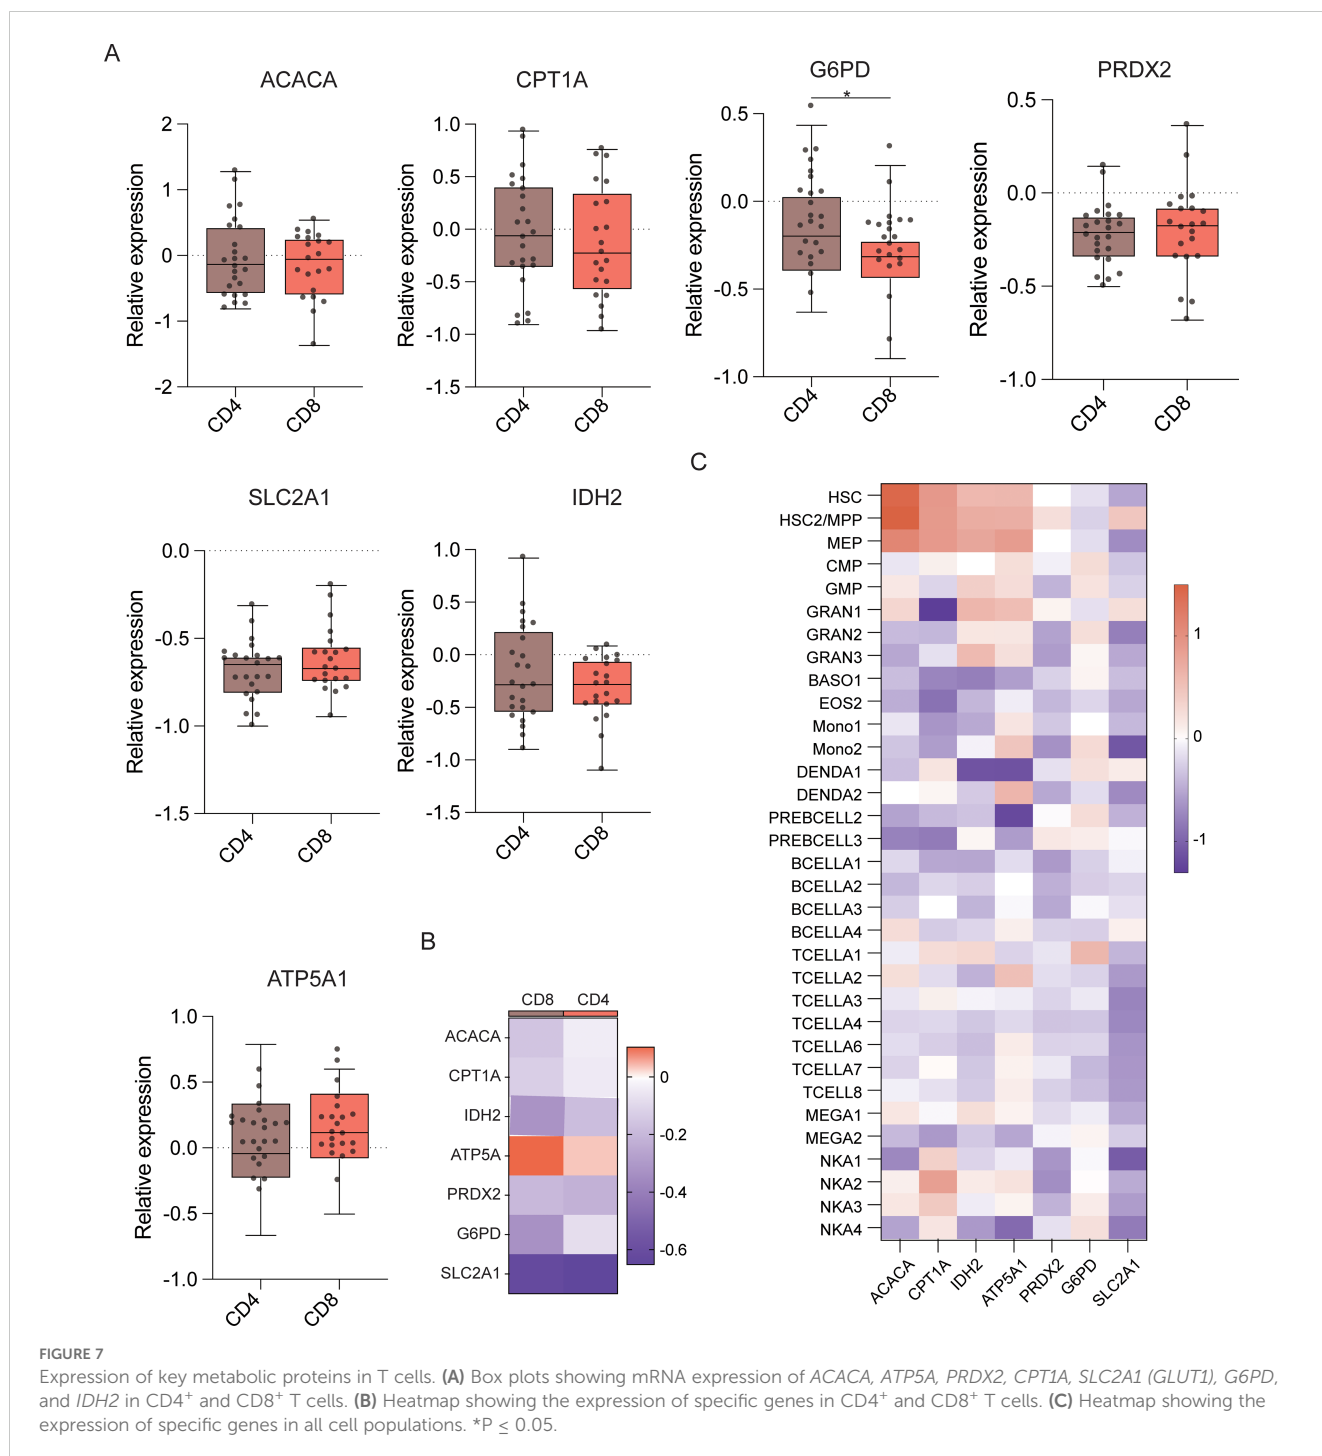 A
ACACA
Relative expression
2
1
0
-1
-2
CD4
CD8
CPT1A
Relative expression
1.0
0.5
0.0
-0.5
-1.0
-1.5
CD4
CD8
G6PD
*
Relative expression
0.5
0.0
-0.5
-1.0
CD4
CD8
PRDX2
Relative expression
0.5
0.0
-0.5
-1.0
CD4
CD8
SLC2A1
Relative expression
0.0
-0.5
-1.0
-1.5
CD4
CD8
IDH2
Relative expression
1.0
0.5
0.0
-0.5
-1.0
-1.5
CD4
CD8
ATP5A1
Relative expression
1.0
0.5
0.0
-0.5
-1.0
CD4
CD8
B
CD8 CD4
ACACA
CPT1A
IDH2
ATP5A
PRDX2
G6PD
SLC2A1
0
-0.2
-0.4
-0.6
C
HSC
HSC2/MPP
MEP
CMP
GMP
GRAN1
GRAN2
GRAN3
BASO1
EOS2
Mono1
Mono2
DENDA1
DENDA2
PREBCELL2
PREBCELL3
BCELLA1
BCELLA2
BCELLA3
BCELLA4
TCELLA1
TCELLA2
TCELLA3
TCELLA4
TCELLA6
TCELLA7
TCELL8
MEGA1
MEGA2
NKA1
NKA2
NKA3
NKA4
ACACA
CPT1A
IDH2
ATP5A1
PRDX2
G6PD
SLC2A1
1
0
-1
FIGURE 7
Expression of key metabolic proteins in T cells. (A) Box plots showing mRNA expression of ACACA, ATP5A, PRDX2, CPT1A, SLC2A1 (GLUT1), G6PD,
and IDH2 in CD4⁺ and CD8⁺ T cells. (B) Heatmap showing the expression of specific genes in CD4⁺ and CD8⁺ T cells. (C) Heatmap showing the
expression of specific genes in all cell populations. *P ≤ 0.05.